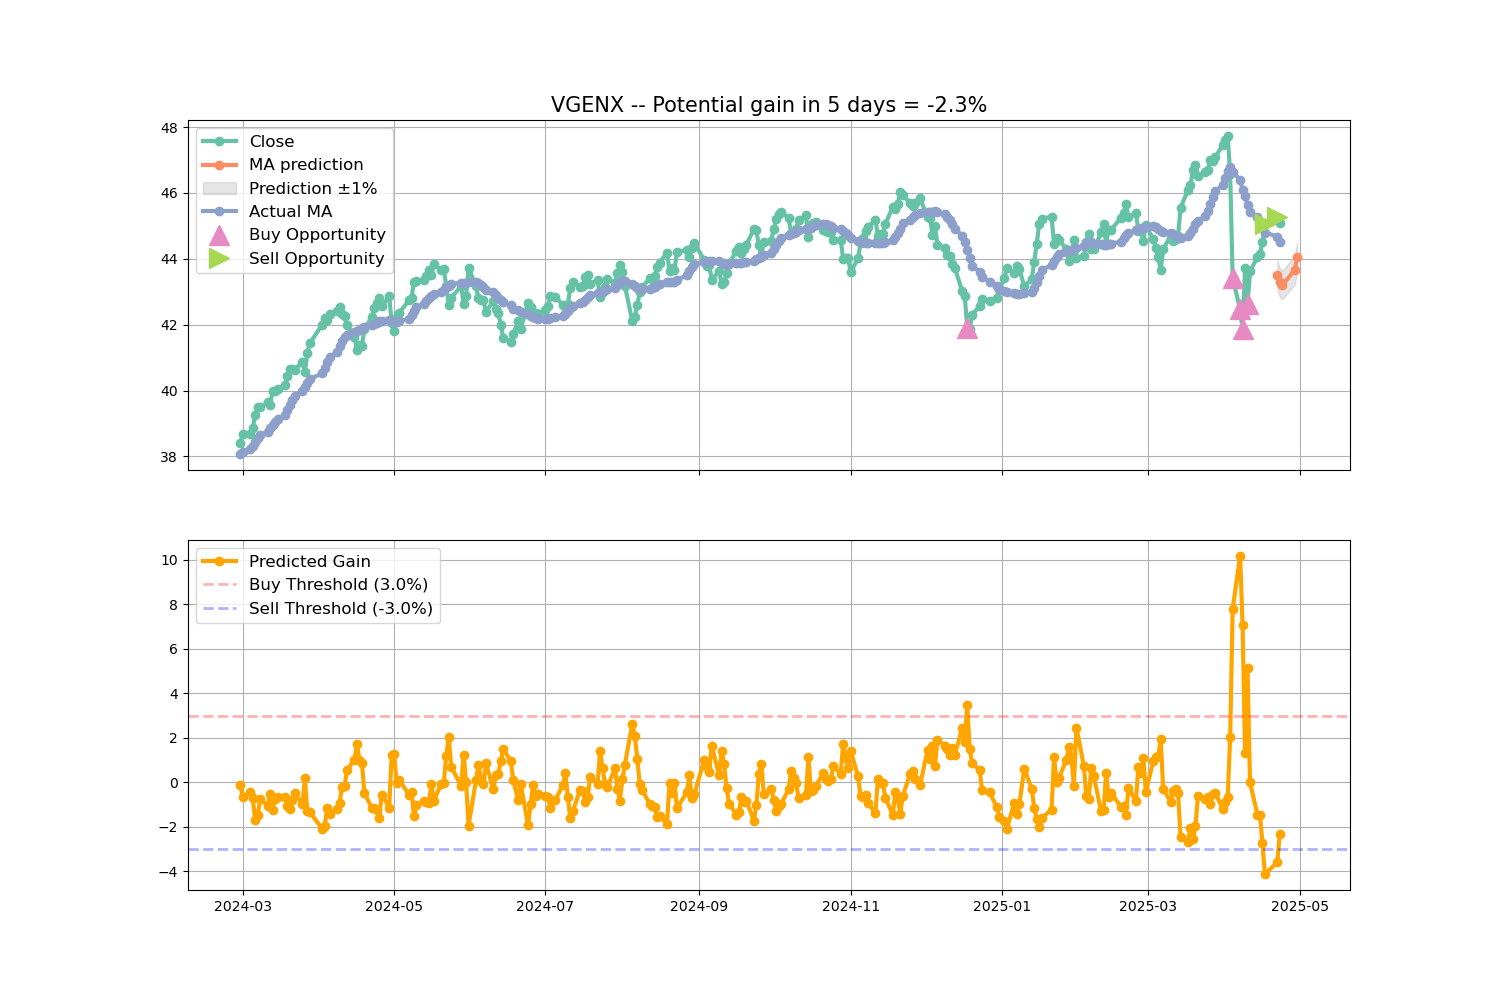 VGENX -- Potential gain in 5 days = -2.3%
48
46
44
42
40
38
Close
MA prediction
Prediction ±1%
Actual MA
Buy Opportunity
Sell Opportunity
10
8
6
4
2
0
−2
−4
Predicted Gain
Buy Threshold (3.0%)
Sell Threshold (-3.0%)
2024-03
2024-05
2024-07
2024-09
2024-11
2025-01
2025-03
2025-05